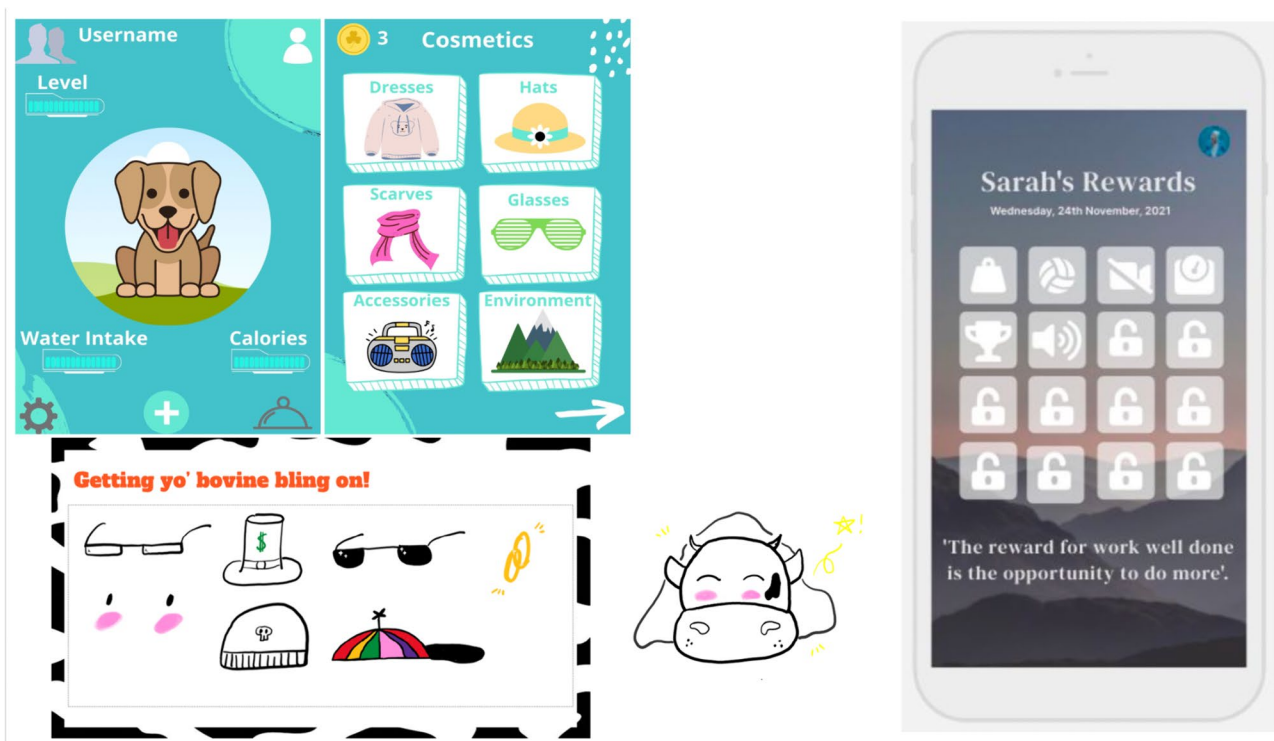 Username
Level
Water Intake
Calories
3
Cosmetics
Dresses
Hats
Scarves
Glasses
Accessories
Environment
Getting yo' bovine bling on!
$
Sarah's Rewards
Wednesday, 24th November, 2021
'The reward for work well done
is the opportunity to do more'.